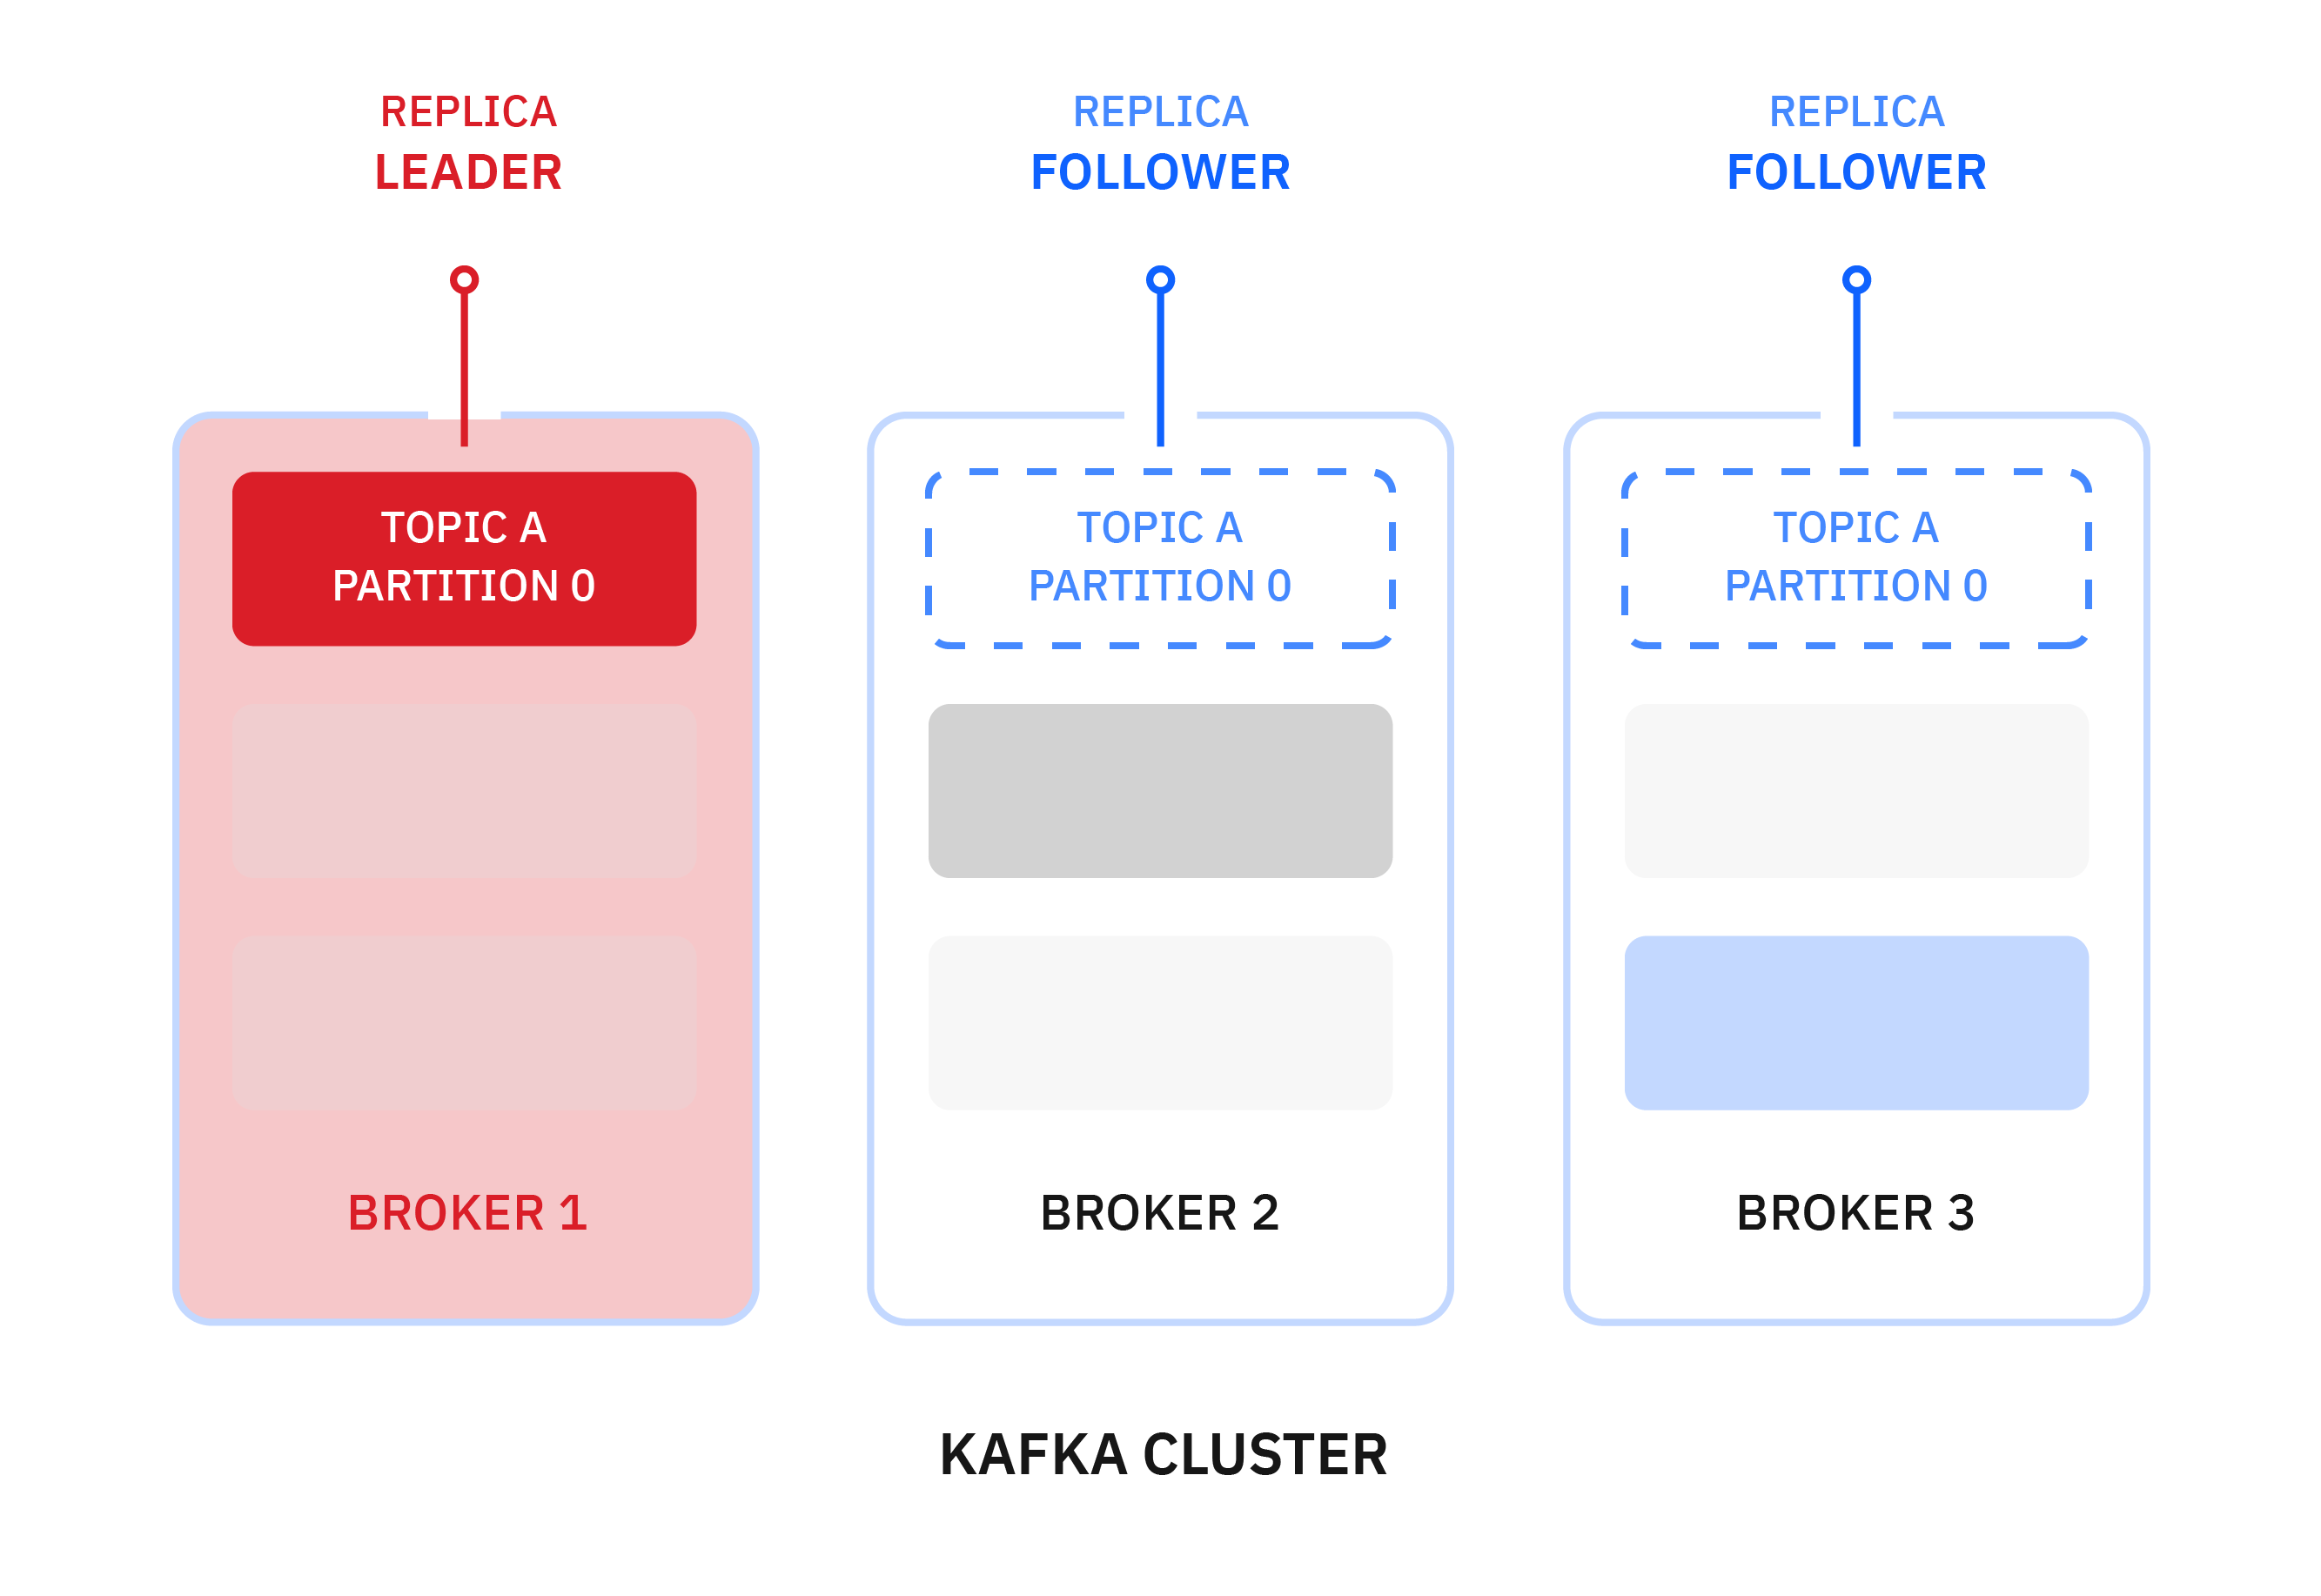 REPLICA
LEADER
REPLICA
FOLLOWER
REPLICA
FOLLOWER
TOPIC A
PARTITION 0
TOPIC A
PARTITION 0
TOPIC A
PARTITION 0
BROKER 1
BROKER 2
BROKER 3
KAFKA CLUSTER